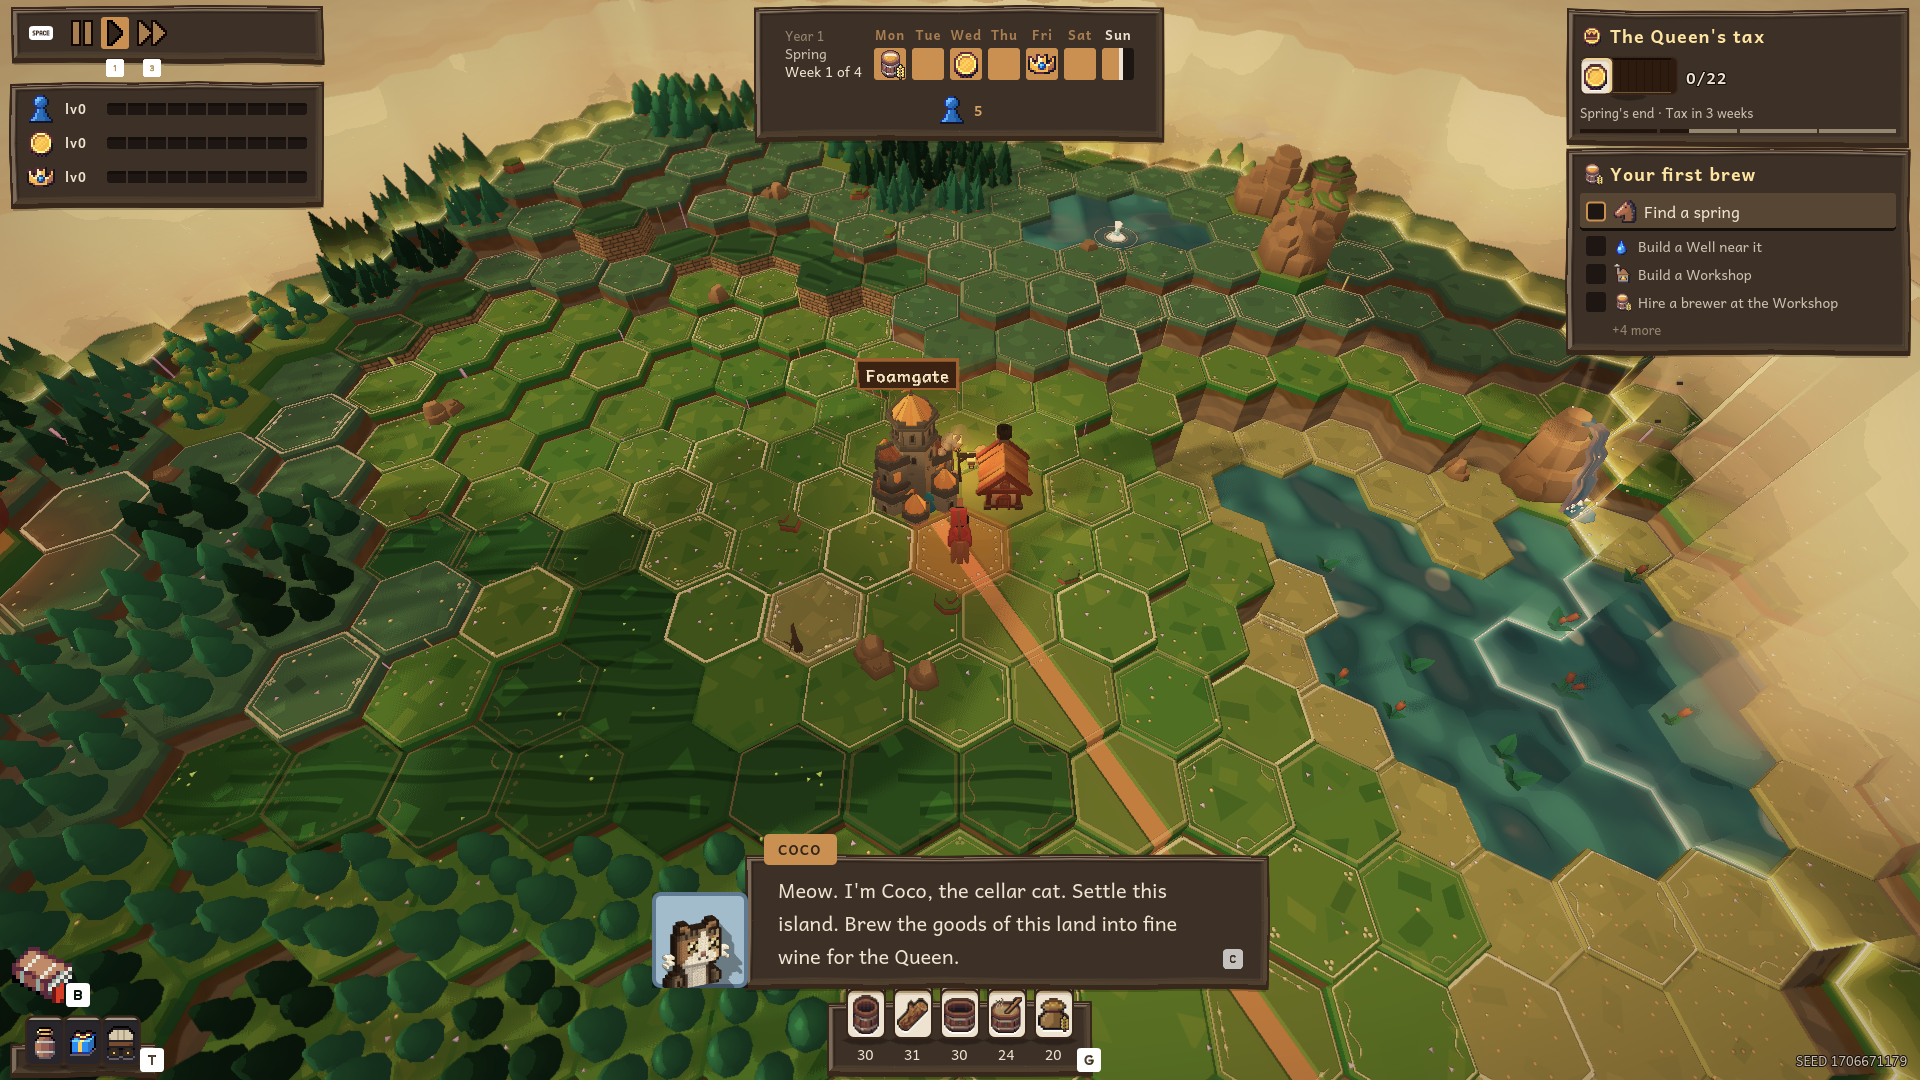 SPACE
1
3
lv0
lv0
lv0
Year 1
Spring
Week 1 of 4
Mon Tue Wed Thu Fri Sat Sun
5
The Queen's tax
0/22
Spring's end · Tax in 3 weeks
Your first brew
Find a spring
Build a Well near it
Build a Workshop
Hire a brewer at the Workshop
+4 more
Foamgate
COCO
Meow. I'm Coco, the cellar cat. Settle this
island. Brew the goods of this land into fine
wine for the Queen.
C
B
T
30 31 30 24 20
G
SEED 1706671179